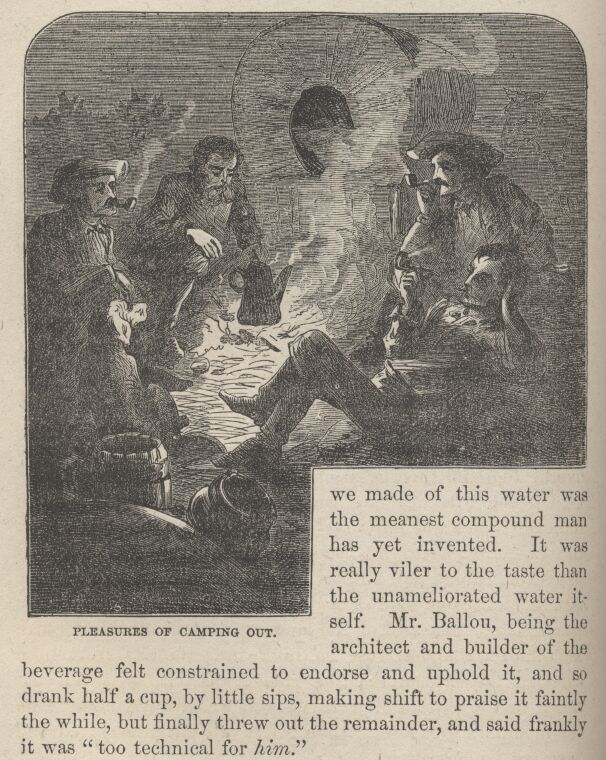 PLEASURES OF CAMPING OUT.
we made of this water was
the meanest compound man
has yet invented. It was
really viler to the taste than
the unameliorated water it-
self. Mr. Ballou, being the
architect and builder of the
beverage felt constrained to endorse and uphold it, and so
drank half a cup, by little sips, making shift to praise it faintly
the while, but finally threw out the remainder, and said frankly
it was “too technical for him.”